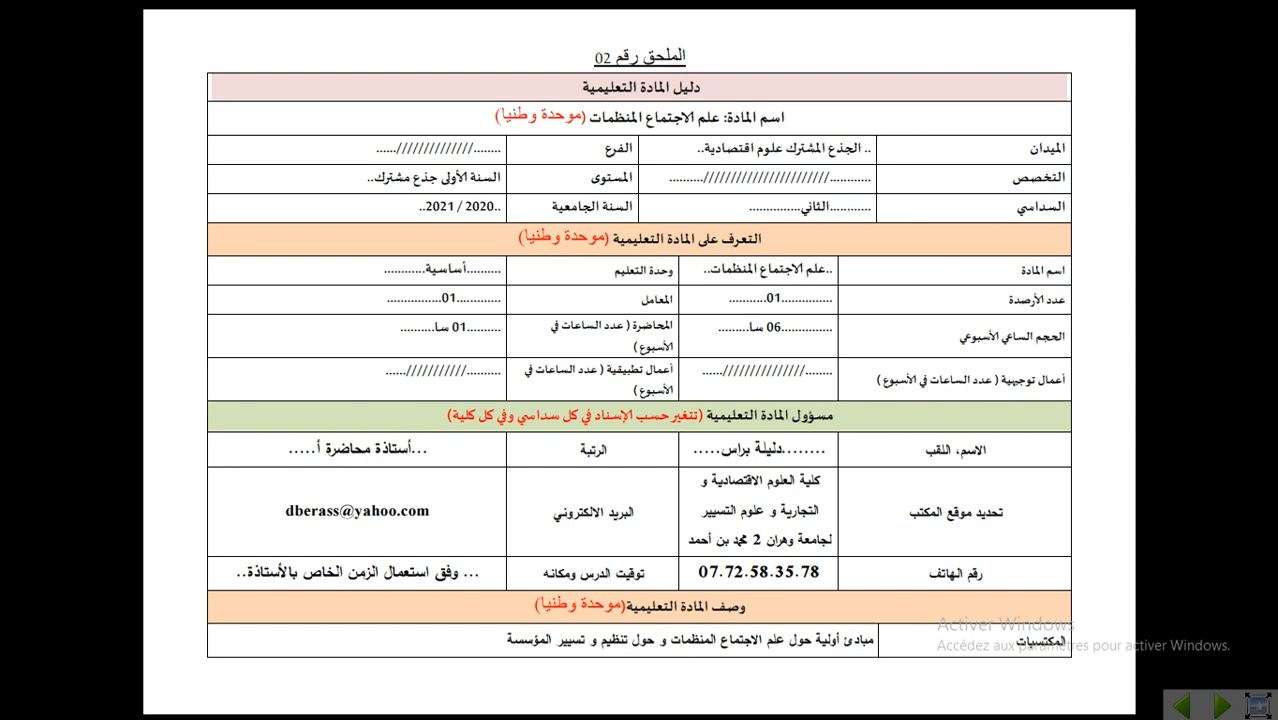 الملحق رقم 02
دليل المادة التعليمية
اسم المادة: علم الاجتماع المنظمات (موحدة وطنيا)
الميدان .. الجذع المشترك علوم اقتصادية.. الفرع ........//////////////......
التخصص ............///////////////////////.......... المستوى السنة الأولى جذع مشترك..
السداسي ............الثاني............... السنة الجامعية ..2020 / 2021..
التعرف على المادة التعليمية (موحدة وطنيا)
اسم المادة ..علم الاجتماع المنظمات.. وحدة التعليم ..........أساسية............
عدد الأرصدة ..............01........... المعامل ............01................
الحجم الساعي الأسبوعي ..............06 سا......... المحاضرة ( عدد الساعات في ..........01 سا..........
الأسبوع )
أعمال توجيهية ( عدد الساعات في الأسبوع ) ........///////////////...... أعمال تطبيقية ( عدد الساعات في ..........///////////......
الأسبوع )
مسؤول المادة التعليمية (تتغير حسب الإسناد في كل سداسي وفي كل كلية)
الاسم، اللقب ........دليلة براس..... الرتبة ...أستاذة محاضرة أ.....
كلية العلوم الاقتصادية و
تحديد موقع المكتب التجارية و علوم التسيير البريد الالكتروني dberass@yahoo.com
لجامعة وهران 2 محمد بن أحمد
رقم الهاتف 07.72.58.35.78 توقيت الدرس ومكانه ... وفق استعمال الزمن الخاص بالأستاذة..
وصف المادة التعليمية(موحدة وطنيا)
المكتسبات مبادئ أولية حول علم الاجتماع المنظمات و حول تنظيم و تسيير المؤسسة
Activer Windows
Accédez aux paramètres pour activer Windows.